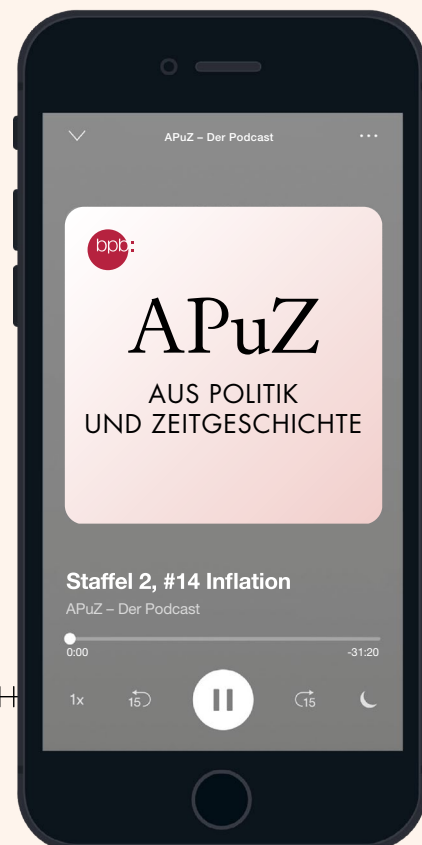 APuZ – Der Podcast
bpb:
APuZ
AUS POLITIK
UND ZEITGESCHICHTE
Staffel 2, #14 Inflation
APuZ – Der Podcast
0:00 -31:20
1x 15 15